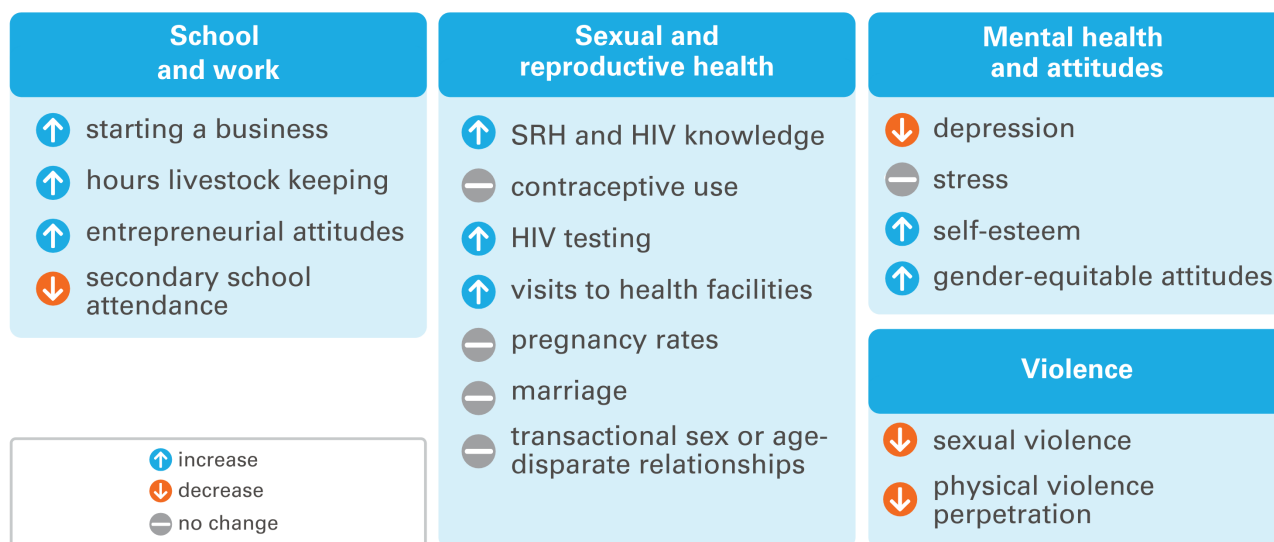 School
and work
starting a business
hours livestock keeping
entrepreneurial attitudes
secondary school
attendance
increase
decrease
no change
Sexual and
reproductive health
SRH and HIV knowledge
contraceptive use
HIV testing
visits to health facilities
pregnancy rates
marriage
transactional sex or age-
disparate relationships
Mental health
and attitudes
depression
stress
self-esteem
gender-equitable attitudes
Violence
sexual violence
physical violence
perpetration